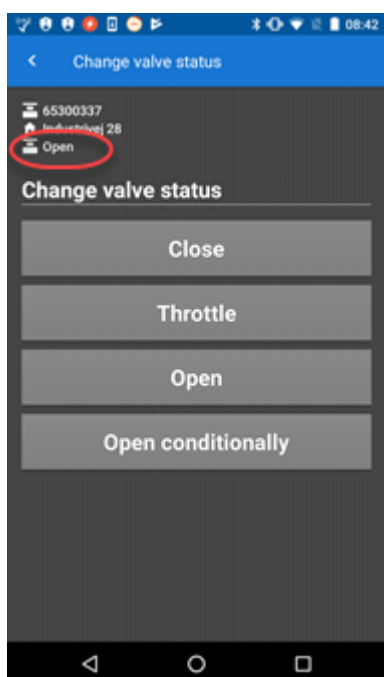 08:42
Change valve status
65300337
Industrivej 28
Open
Change valve status
Close
Throttle
Open
Open conditionally